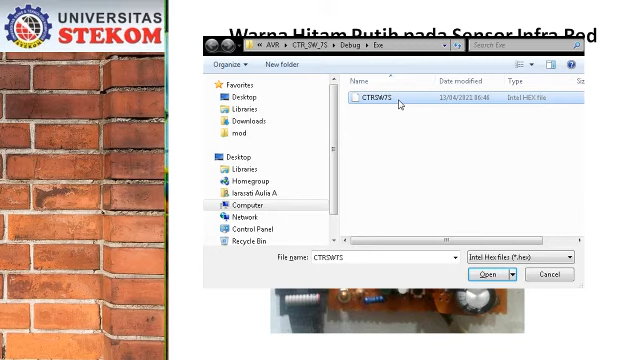 UNIVERSITAS
STEKOM
Warna Hitam Putih pada Sensor Infra Red
AVR
CTR_SW_7S
Debug
Exe
Search Exe
Organize
New folder
Name
Date modified
Type
Favorites
Desktop
Libraries
Downloads
mod
CTRSW7S
13/04/2021 06:46
Intel HEX file
Desktop
Libraries
Homegroup
larasati Aulia A
Computer
Network
Control Panel
Recycle Bin
File name:
CTRSW7S
Intel Hex files (*.hex)
Open
Cancel